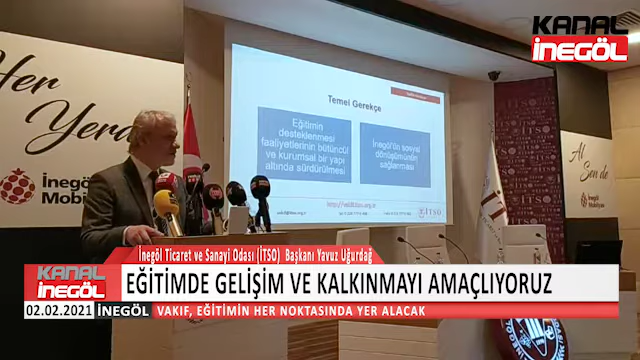 KANAL
İNEGÖL
Her
Yerde
İnegöl
Temel Gerekçe
Eğitimin
desteklenmesi
faaliyetlerinin bütüncül
ve kurumsal bir yapı
altında sürdürülmesi
İnegöl'ün sosyal
dönüşümünün
sağlanması
İTSO
Al
Sen de
İnegöl
Mobilyası
İnegöl Ticaret ve Sanayi Odası (İTSO) Başkanı Yavuz Uğurdağ
KANAL
İNEGÖL
EĞİTİMDE GELİŞİM VE KALKINMAYI AMAÇLIYORUZ
02.02.2021 İNEGÖL VAKIF, EĞİTİMİN HER NOKTASINDA YER ALACAK